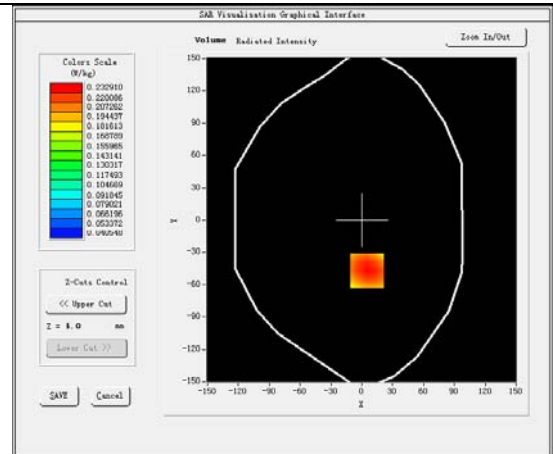 SAR Visualisation Graphical Interface
Volume Radiated Intensity
Zoom In/Out
Colors Scale
(W/kg)
0.232910
0.220086
0.207262
0.194437
0.181613
0.168789
0.155965
0.143141
0.130317
0.117493
0.104669
0.091845
0.079021
0.066196
0.053372
0.040548
Z-Cuts Control
<< Upper Cut
Z = 4.0 mm
Lower Cut >>
SAVE
Cancel
150
120
90
60
30
0
-30
-60
-90
-120
-150
Y
-150 -120 -90 -60 -30 0 30 60 90 120 150
X